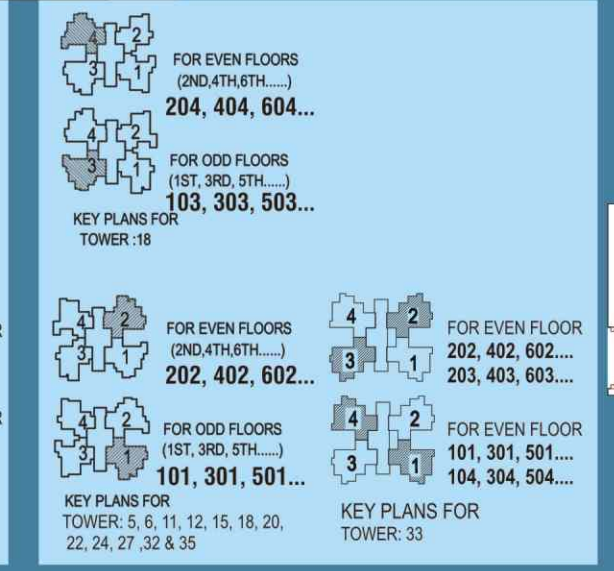 4
2
3
1
FOR EVEN FLOORS
(2ND,4TH,6TH......)
204, 404, 604...
4
2
3
1
FOR ODD FLOORS
(1ST, 3RD, 5TH......)
103, 303, 503...
KEY PLANS FOR
TOWER :18
4
2
3
1
FOR EVEN FLOORS
(2ND,4TH,6TH......)
202, 402, 602...
4
2
3
1
FOR ODD FLOORS
(1ST, 3RD, 5TH......)
101, 301, 501...
KEY PLANS FOR
TOWER: 5, 6, 11, 12, 15, 18, 20,
22, 24, 27 ,32 & 35
4
2
3
1
FOR EVEN FLOOR
202, 402, 602....
203, 403, 603....
4
2
3
1
FOR EVEN FLOOR
101, 301, 501....
104, 304, 504....
KEY PLANS FOR
TOWER: 33